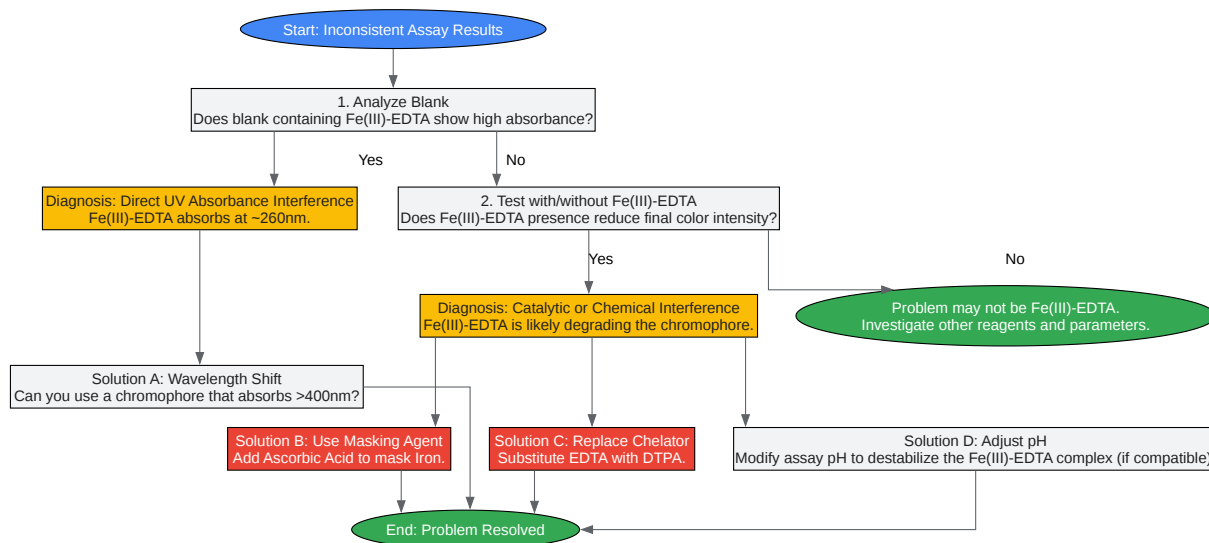 Start: Inconsistent Assay Results
1. Analyze Blank
Does blank containing Fe(III)-EDTA show high absorbance?
Yes
No
Diagnosis: Direct UV Absorbance Interference
Fe(III)-EDTA absorbs at ~260nm.
2. Test with/without Fe(III)-EDTA
Does Fe(III)-EDTA presence reduce final color intensity?
Yes
No
Diagnosis: Catalytic or Chemical Interference
Fe(III)-EDTA is likely degrading the chromophore.
Problem may not be Fe(III)-EDTA.
Investigate other reagents and parameters.
Solution A: Wavelength Shift
Can you use a chromophore that absorbs >400nm?
Solution B: Use Masking Agent
Add Ascorbic Acid to mask Iron.
Solution C: Replace Chelator
Substitute EDTA with DTPA.
Solution D: Adjust pH
Modify assay pH to destabilize the Fe(III)-EDTA complex (if compatible)
End: Problem Resolved